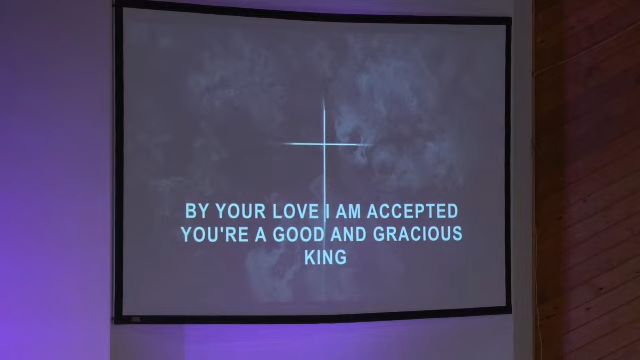 BY YOUR LOVE I AM ACCEPTED
YOU'RE A GOOD AND GRACIOUS
KING